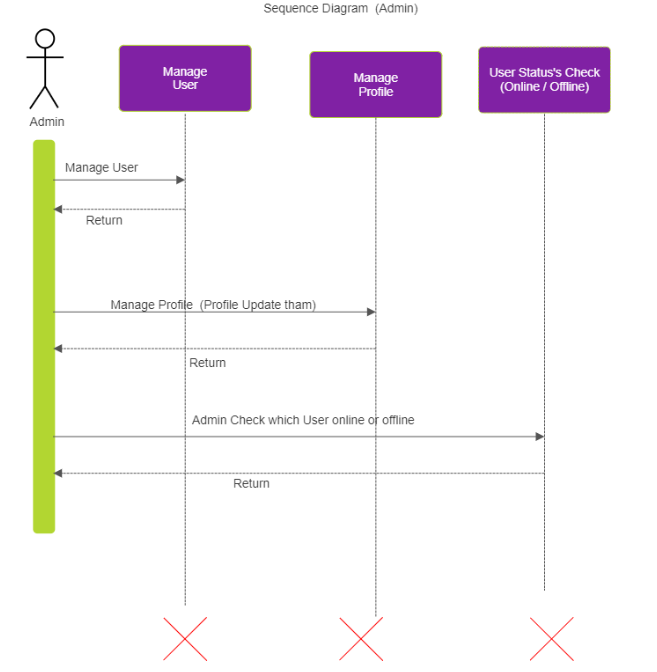 Sequence Diagram (Admin)
Manage
User
Manage
Profile
User Status's Check
(Online / Offline)
Admin
Manage User
Return
Manage Profile (Profile Update tham)
Return
Admin Check which User online or offline
Return